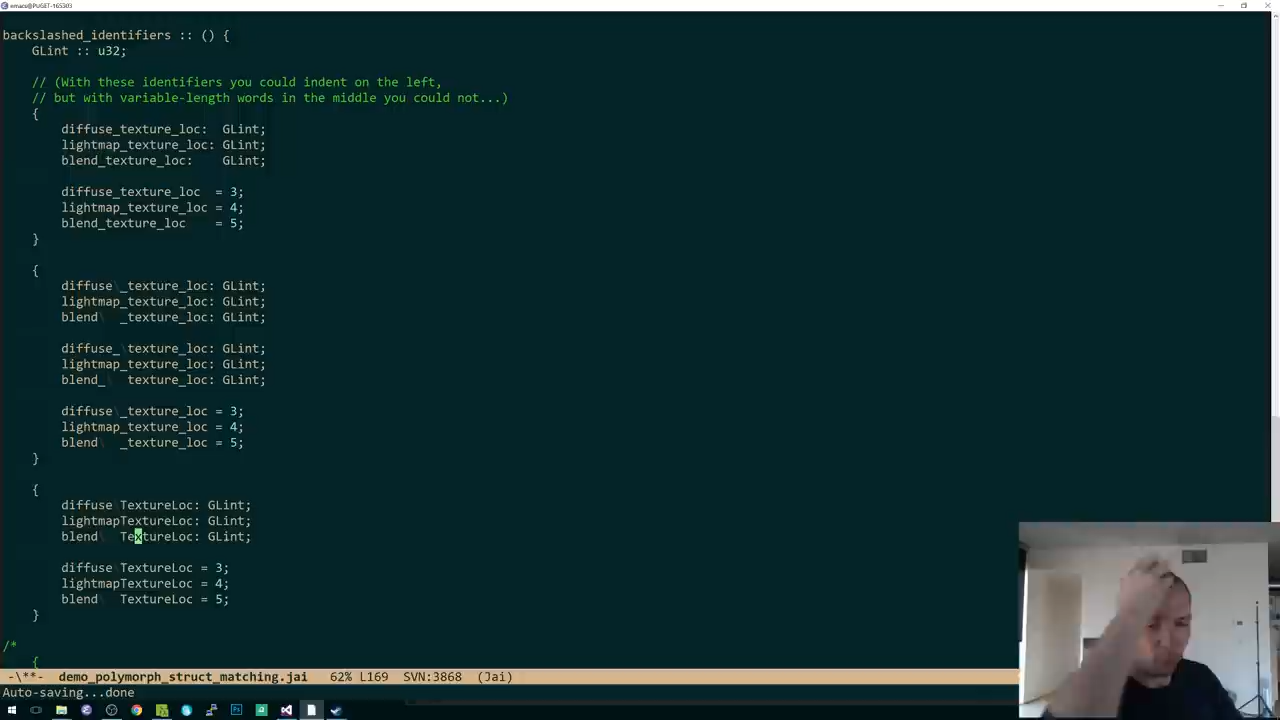 emacs@PUGET-165303
backslashed_identifiers :: () {
GLint :: u32;
// (With these identifiers you could indent on the left,
// but with variable-length words in the middle you could not...)
{
diffuse_texture_loc:  GLint;
lightmap_texture_loc: GLint;
blend_texture_loc:    GLint;
diffuse_texture_loc  = 3;
lightmap_texture_loc = 4;
blend_texture_loc    = 5;
}
{
diffuse\_texture_loc: GLint;
lightmap_texture_loc: GLint;
blend\  _texture_loc: GLint;
diffuse_\texture_loc: GLint;
lightmap_texture_loc: GLint;
blend_\  texture_loc: GLint;
diffuse\_texture_loc = 3;
lightmap_texture_loc = 4;
blend\  _texture_loc = 5;
}
{
diffuse\TextureLoc: GLint;
lightmapTextureLoc: GLint;
blend\  TextureLoc: GLint;
diffuse\TextureLoc = 3;
lightmapTextureLoc = 4;
blend\  TextureLoc = 5;
}
/*
{
-\**-  demo_polymorph_struct_matching.jai   62% L169  SVN:3868  (Jai)
Auto-saving...done